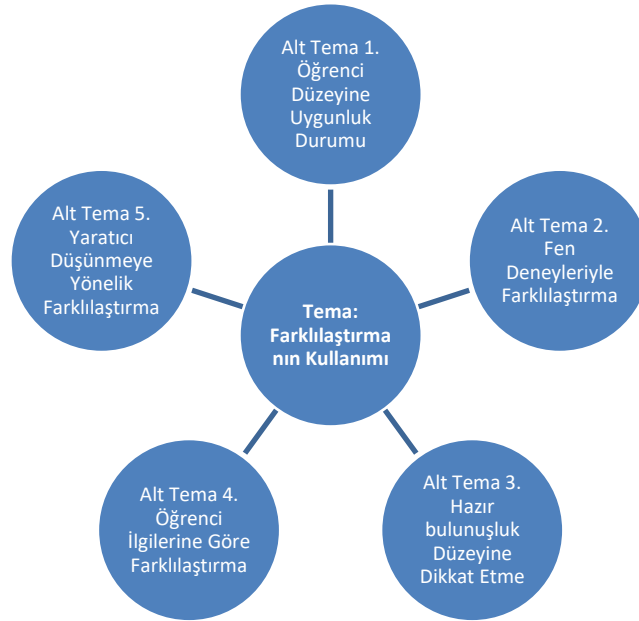 Alt Tema 1.
Öğrenci
Düzeyine
Uygunluk
Durumu
Alt Tema 5.
Yaratıcı
Düşünmeye
Yönelik
Farklılaştırma
Alt Tema 2.
Fen
Deneyleriyle
Farklılaştırma
Tema:
Farklılaştırma
nın Kullanımı
Alt Tema 4.
Öğrenci
İlgilerine Göre
Farklılaştırma
Alt Tema 3.
Hazır
bulunuşluk
Düzeyine
Dikkat Etme